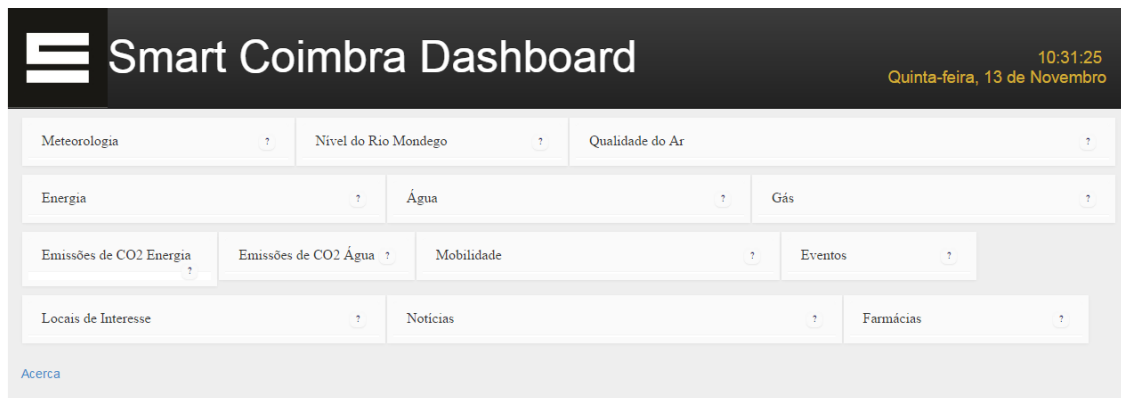 Smart Coimbra Dashboard
10:31:25
Quinta-feira, 13 de Novembro
Meteorologia ? Nível do Rio Mondego ? Qualidade do Ar ?
Energia ? Água ? Gás ?
Emissões de CO2 Energia ? Emissões de CO2 Água ? Mobilidade ? Eventos ?
Locais de Interesse ? Notícias ? Farmácias ?
Acerca